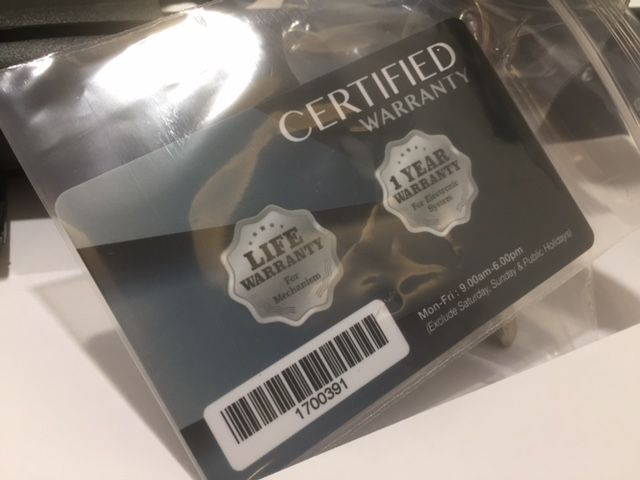 CERTIFIED
WARRANTY
1 YEAR
WARRANTY
For Electronic
System
LIFE
WARRANTY
For
Mechanism
Mon-Fri : 9.00am-6.00pm
(Exclude Saturday, Sunday & Public Holidays)
1700391